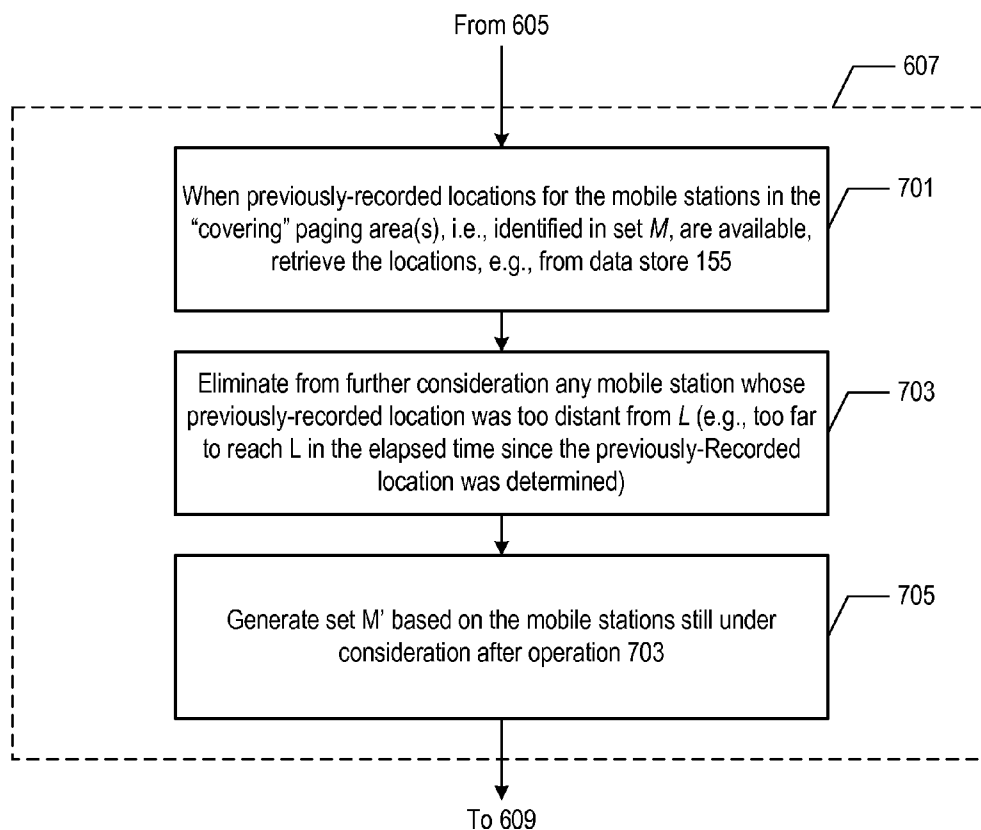 From 605
607
When previously-recorded locations for the mobile stations in the
“covering” paging area(s), i.e., identified in set M, are available,
retrieve the locations, e.g., from data store 155
701
Eliminate from further consideration any mobile station whose
previously-recorded location was too distant from L (e.g., too far
to reach L in the elapsed time since the previously-Recorded
location was determined)
703
Generate set M’ based on the mobile stations still under
consideration after operation 703
705
To 609